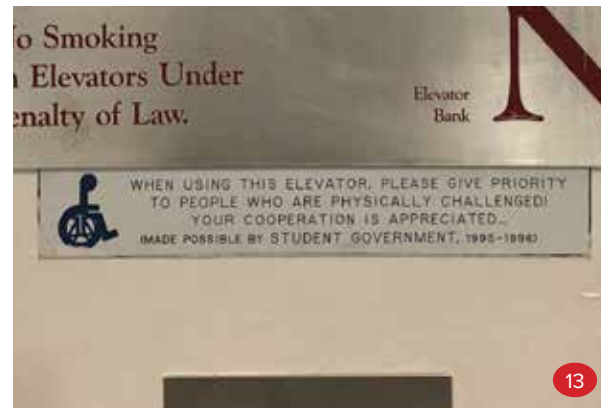 o Smoking
Elevators Under
enalty of Law.
Elevator
Bank
N
WHEN USING THIS ELEVATOR, PLEASE GIVE PRIORITY
TO PEOPLE WHO ARE PHYSICALLY CHALLENGED!
YOUR COOPERATION IS APPRECIATED...
(MADE POSSIBLE BY STUDENT GOVERNMENT, 1995-1996)
13